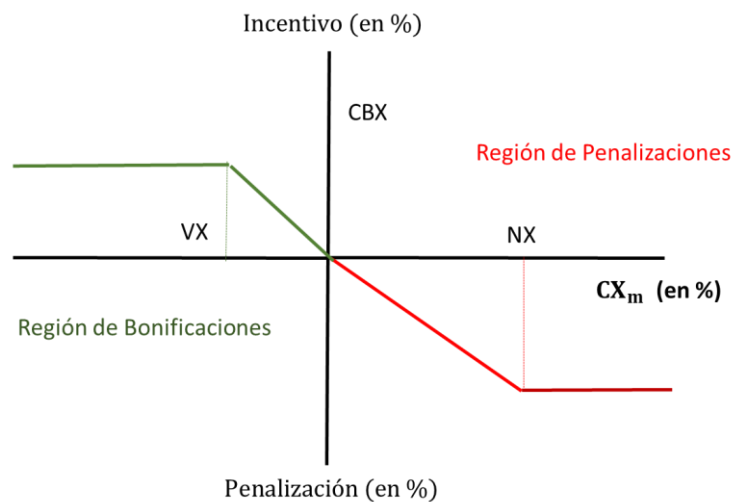 Incentivo (en %)
CBX
Región de Penalizaciones
VX
NX
CXm (en %)
Región de Bonificaciones
Penalización (en %)